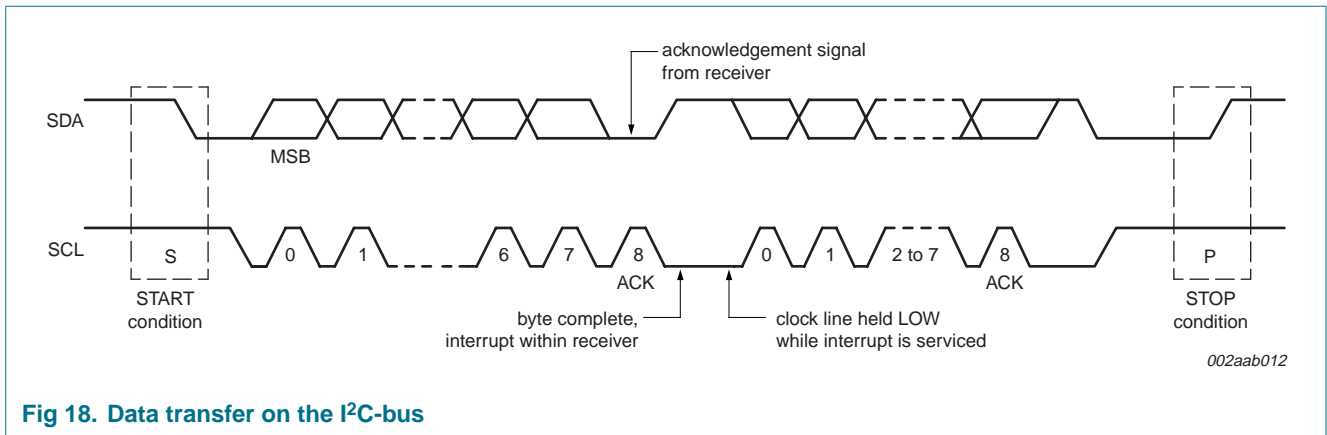 acknowledgement signal
from receiver
SDA
MSB
SCL
S
0
1
6
7
8
ACK
0
1
2 to 7
8
ACK
P
START
condition
byte complete,
interrupt within receiver
clock line held LOW
while interrupt is serviced
STOP
condition
002aab012
Fig 18. Data transfer on the I²C-bus